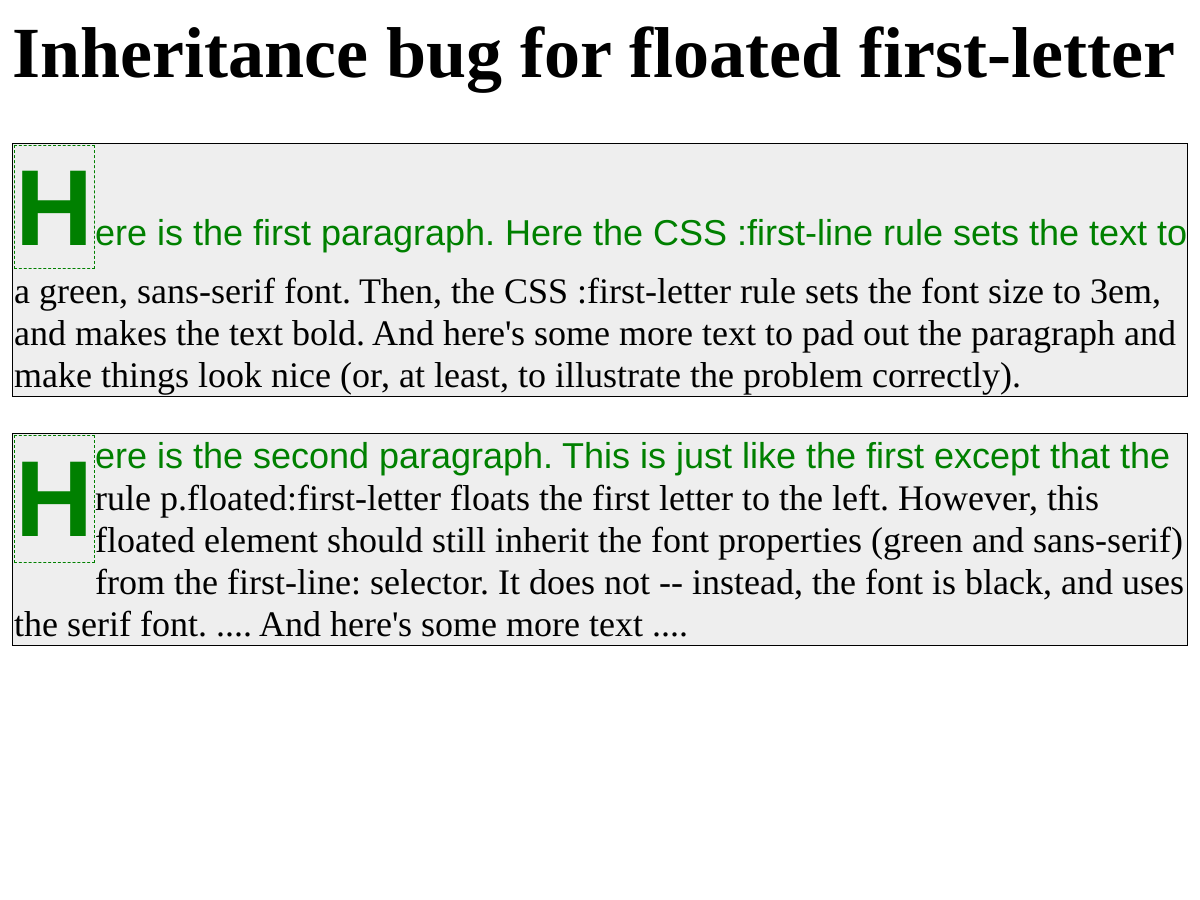 Inheritance bug for floated first-letter
Here is the first paragraph. Here the CSS :first-line rule sets the text to
a green, sans-serif font. Then, the CSS :first-letter rule sets the font size to 3em,
and makes the text bold. And here's some more text to pad out the paragraph and
make things look nice (or, at least, to illustrate the problem correctly).
Here is the second paragraph. This is just like the first except that the
rule p.floated:first-letter floats the first letter to the left. However, this
floated element should still inherit the font properties (green and sans-serif)
from the first-line: selector. It does not -- instead, the font is black, and uses
the serif font. .... And here's some more text ....